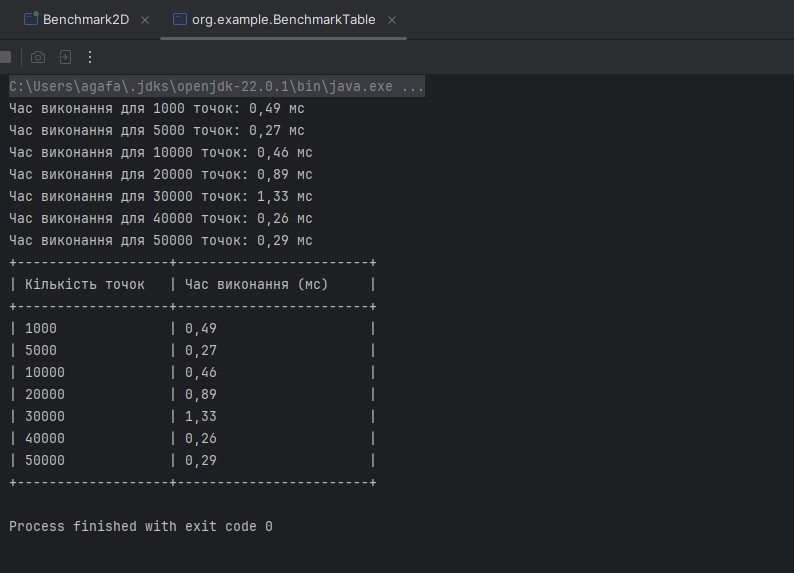 Benchmark2D org.example.BenchmarkTable
C:\Users\agafa\.jdks\openjdk-22.0.1\bin\java.exe ...
Час виконання для 1000 точок: 0,49 мс
Час виконання для 5000 точок: 0,27 мс
Час виконання для 10000 точок: 0,46 мс
Час виконання для 20000 точок: 0,89 мс
Час виконання для 30000 точок: 1,33 мс
Час виконання для 40000 точок: 0,26 мс
Час виконання для 50000 точок: 0,29 мс
+-------------------+------------------------+
| Кількість точок   | Час виконання (мс)     |
+-------------------+------------------------+
| 1000              | 0,49                   |
| 5000              | 0,27                   |
| 10000             | 0,46                   |
| 20000             | 0,89                   |
| 30000             | 1,33                   |
| 40000             | 0,26                   |
| 50000             | 0,29                   |
+-------------------+------------------------+
Process finished with exit code 0